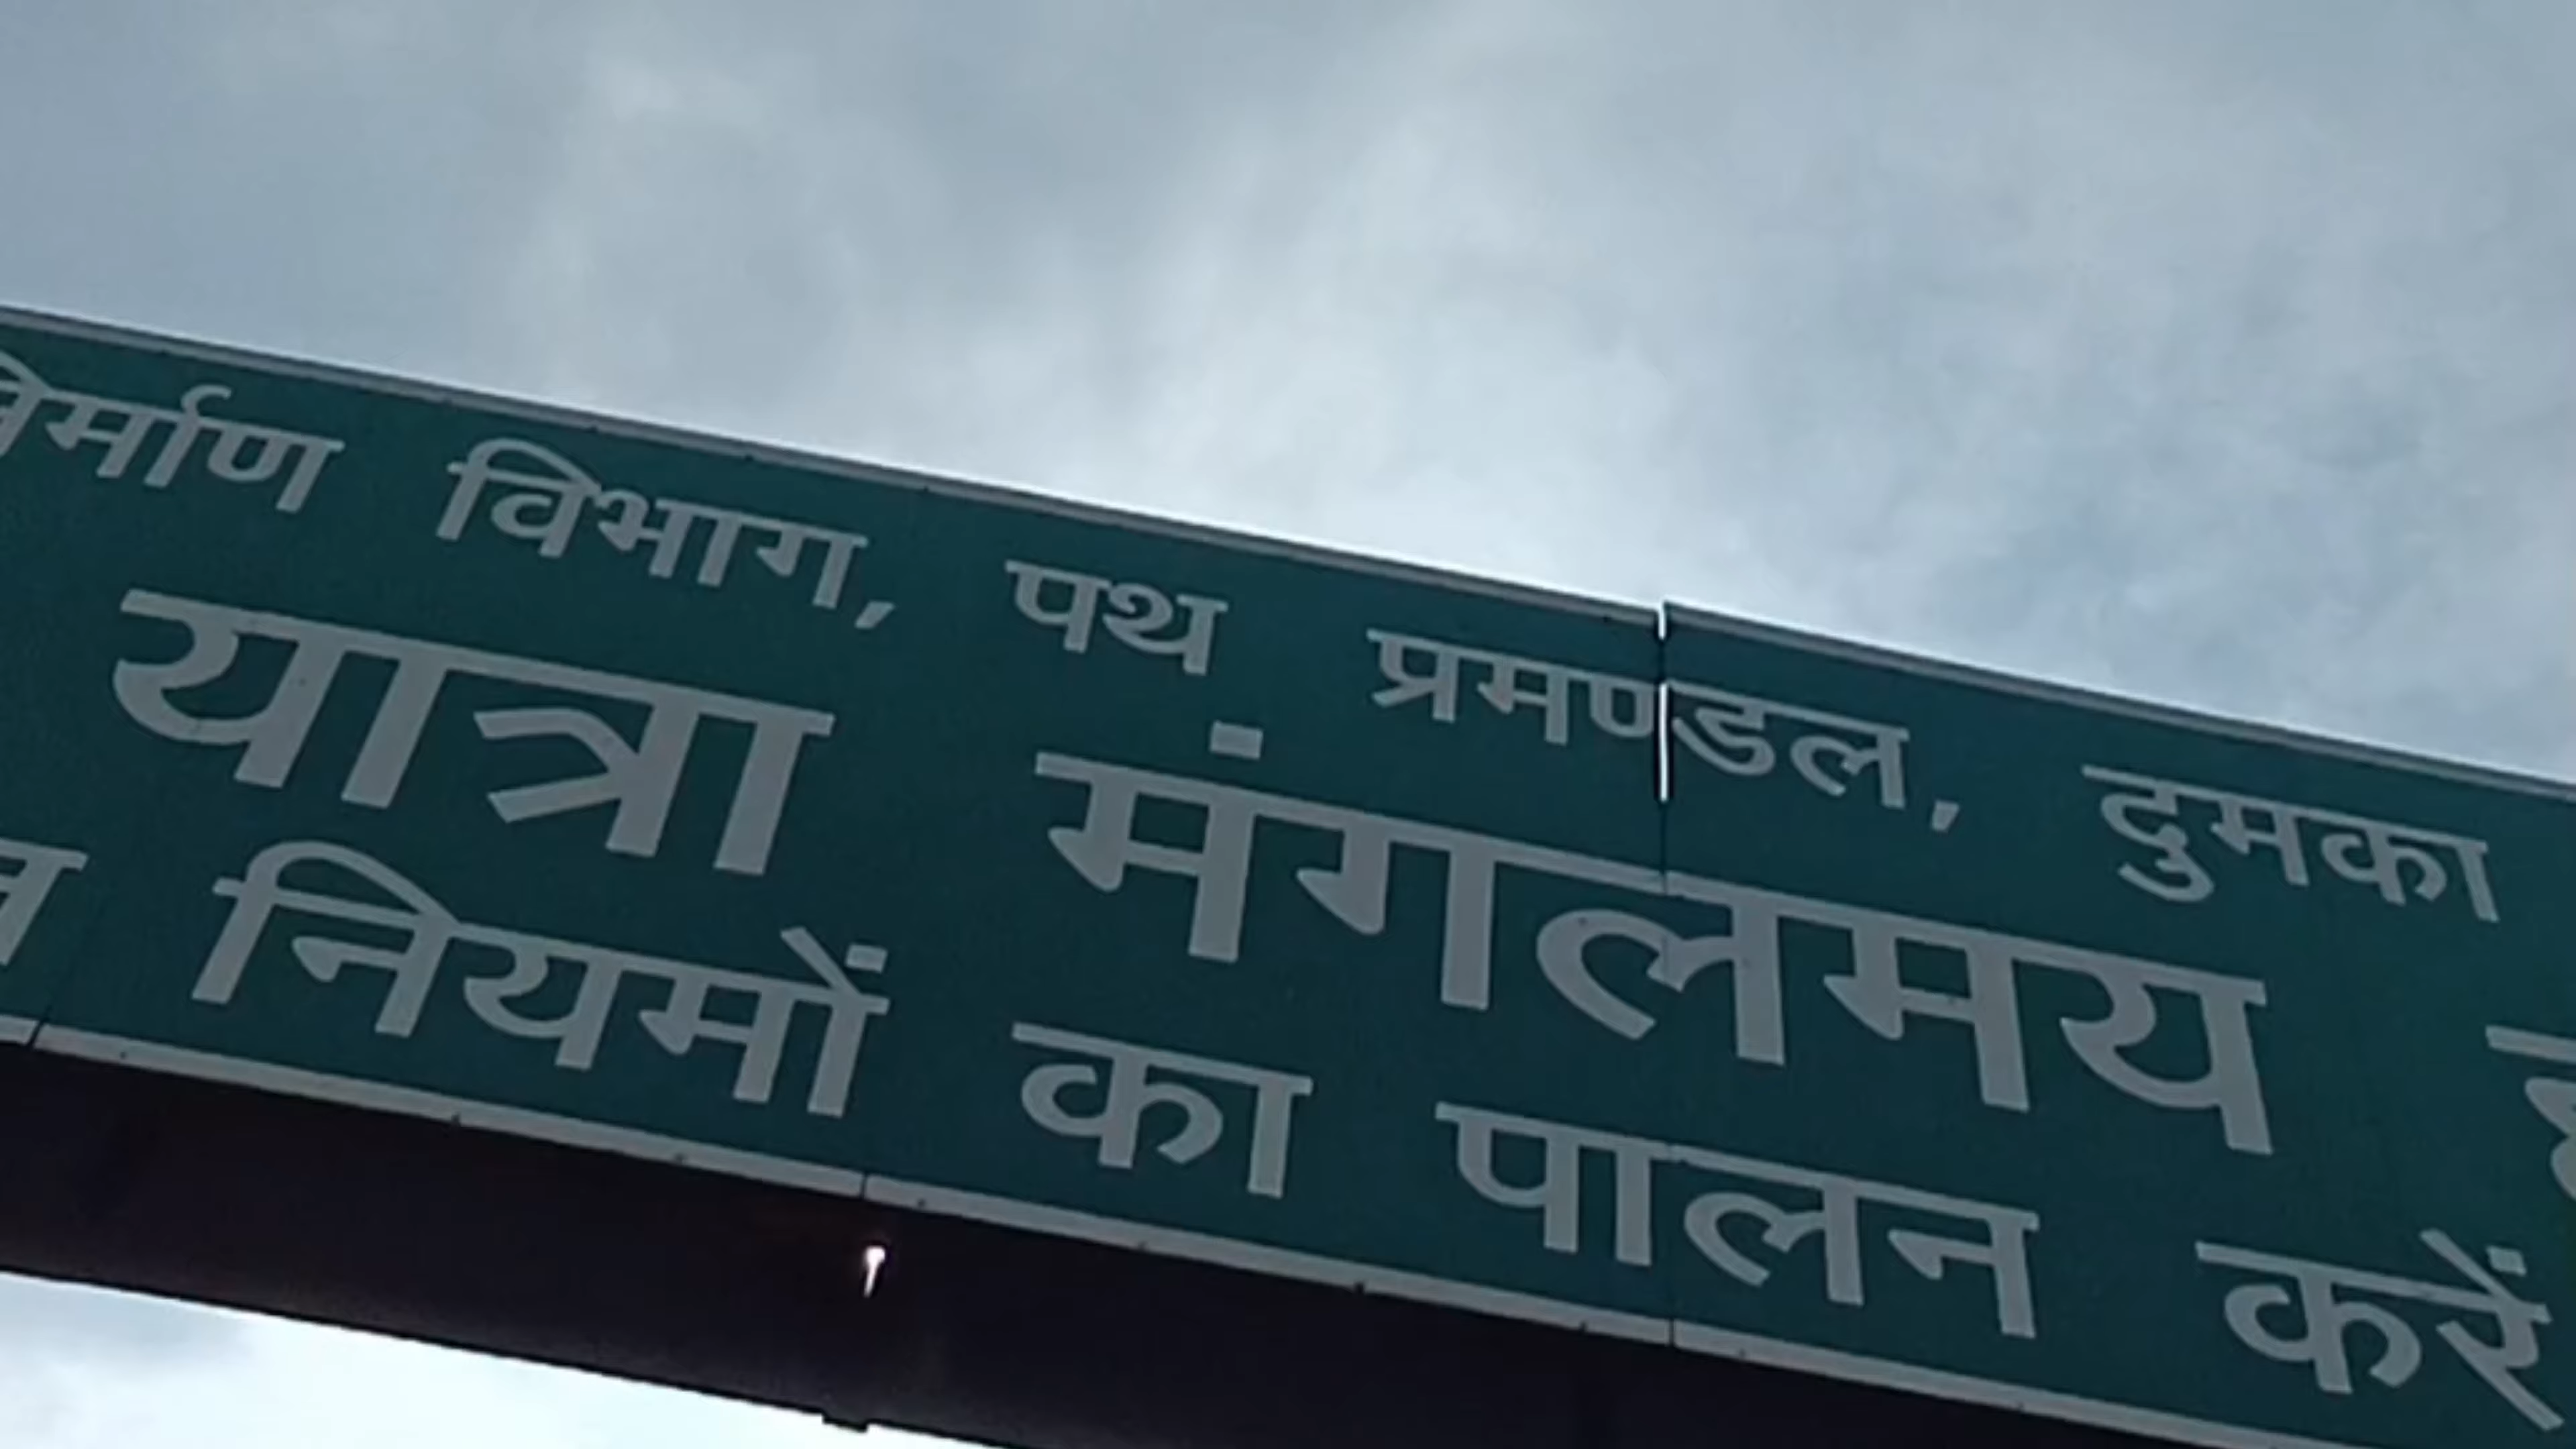 निर्माण विभाग, पथ प्रमण्डल, दुमका
यात्रा मंगलमय
नियमों का पालन करें